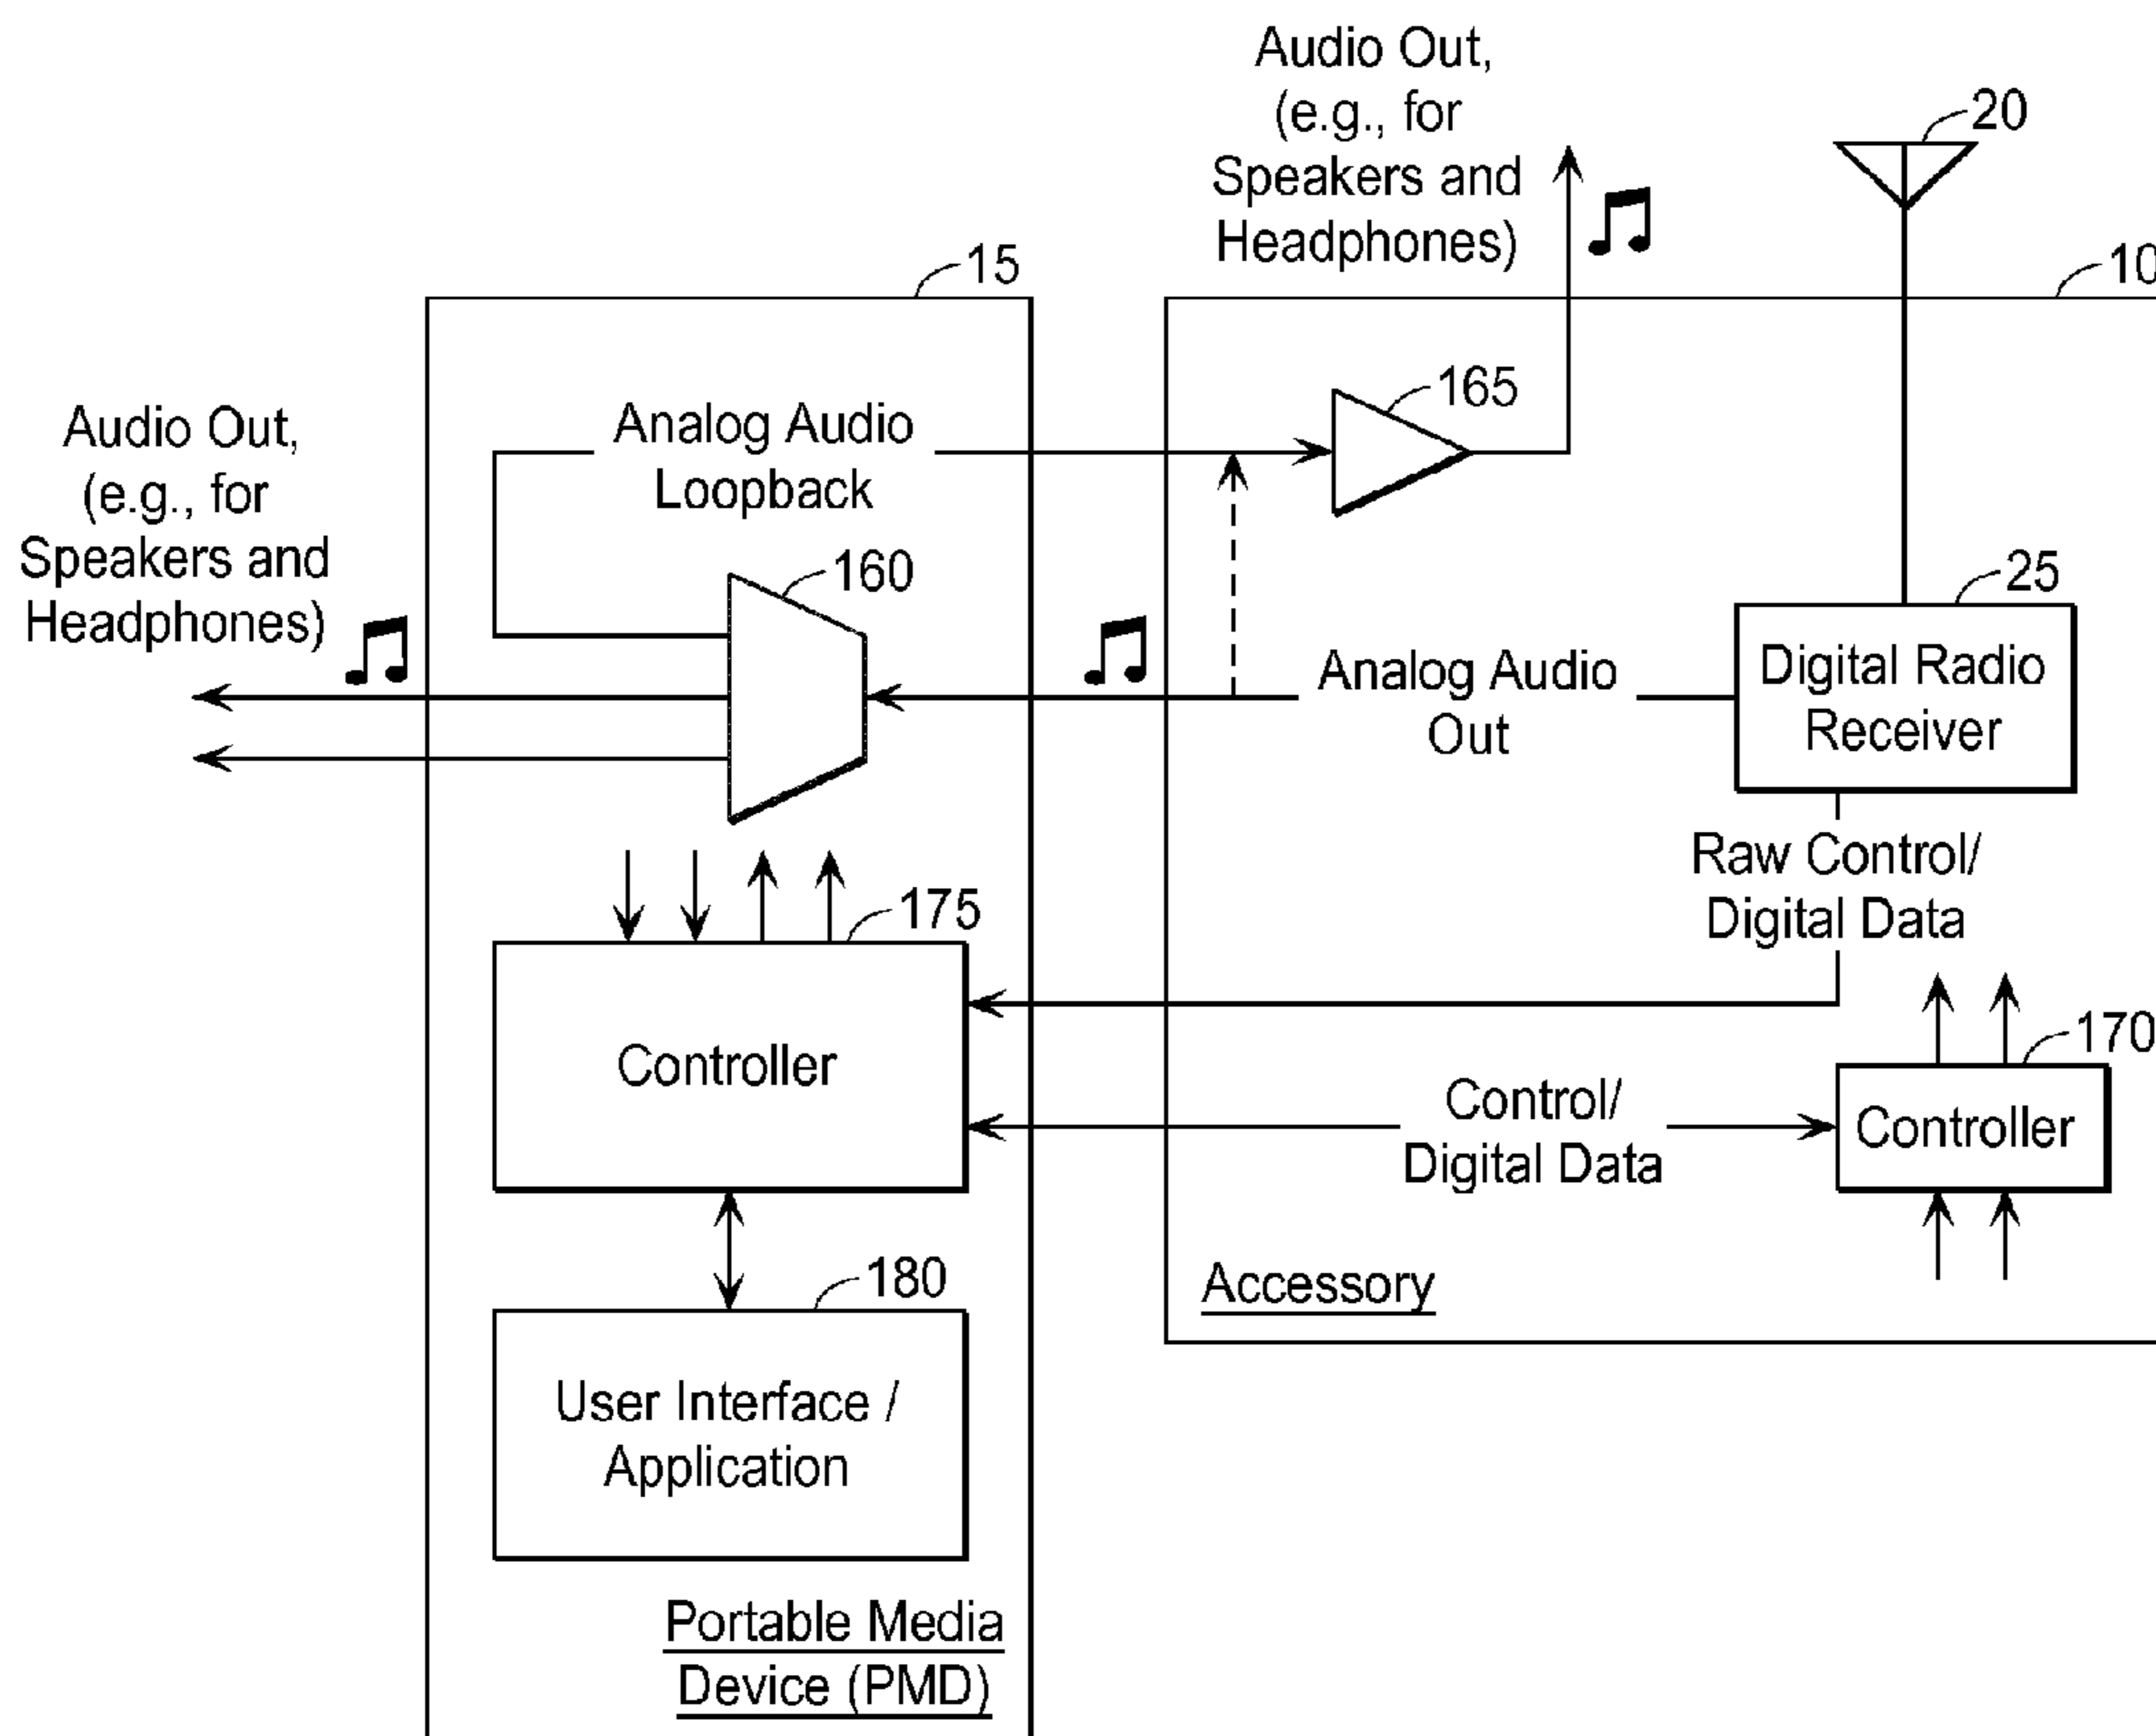 Audio Out,
(e.g., for
Speakers and
Headphones)
20
15
10
165
Audio Out,
(e.g., for
Speakers and
Headphones)
Analog Audio
Loopback
160
25
Digital Radio
Receiver
Analog Audio
Out
Raw Control/
Digital Data
175
170
Controller
Control/
Digital Data
Controller
180
Accessory
User Interface /
Application
Portable Media
Device (PMD)